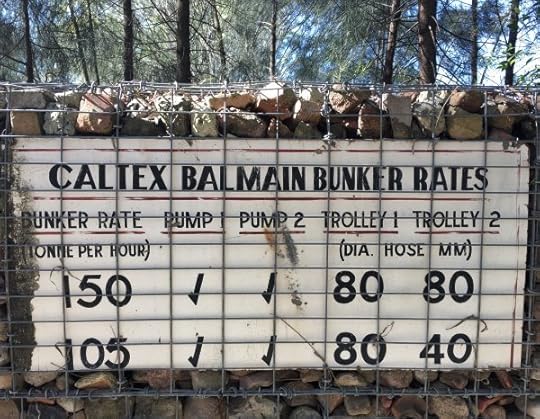 CALTEX BALMAIN BUNKER RATES
BUNKER RATE PUMP 1 PUMP 2 TROLLEY 1 TROLLEY 2
(TONNE PER HOUR) (DIA. HOSE MM)
150 ✓ ✓ 80 80
105 ✓ ✓ 80 40